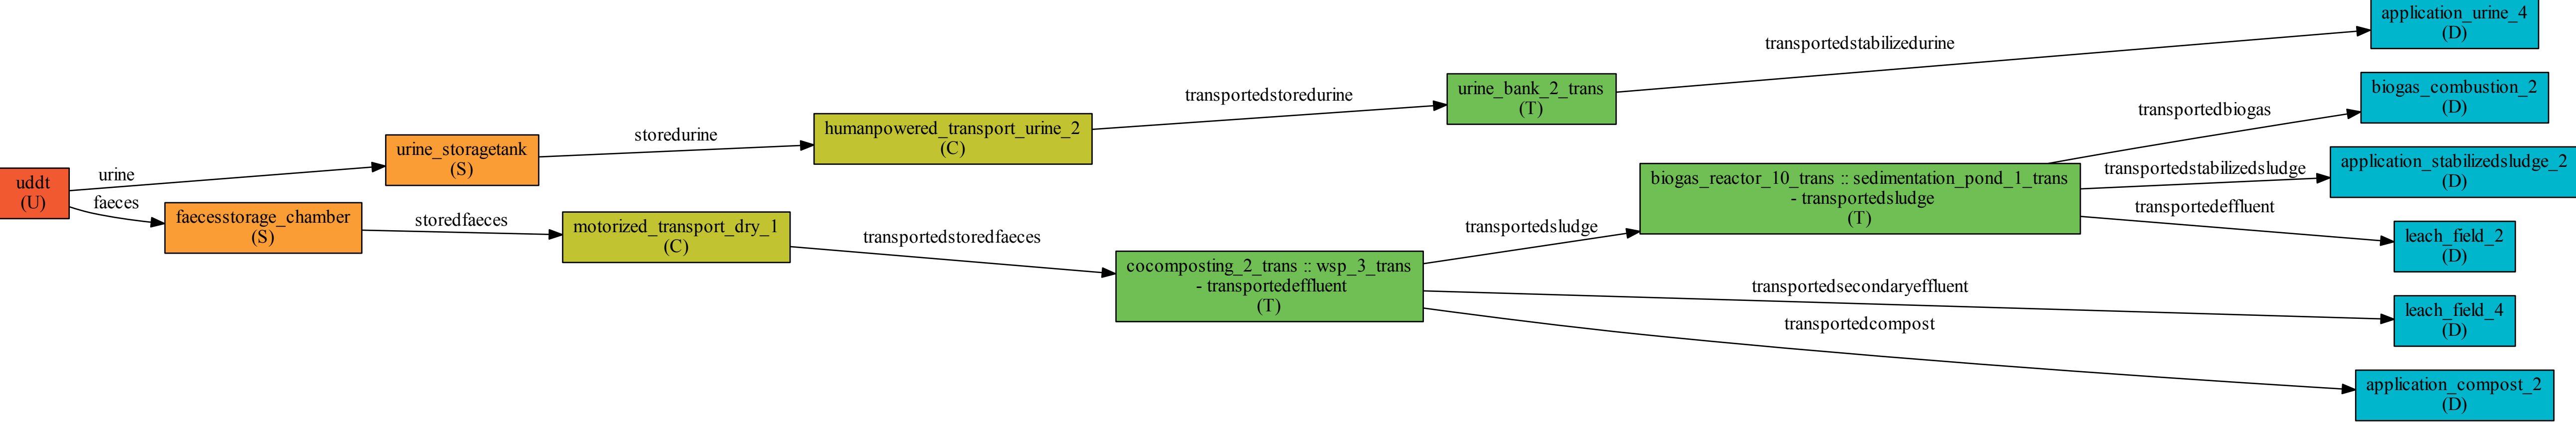 uddt
(U)
urine
faeces
urine_storagetank
(S)
faecesstorage_chamber
(S)
storedurine
storedfaeces
humanpowered_transport_urine_2
(C)
motorized_transport_dry_1
(C)
transportedstoredurine
transportedstoredfaeces
urine_bank_2_trans
(T)
cocomposting_2_trans :: wsp_3_trans
- transportedeffluent
(T)
transportedstabilizedurine
transportedsludge
transportedsecondaryeffluent
transportedcompost
biogas_reactor_10_trans :: sedimentation_pond_1_trans
- transportedsludge
(T)
transportedbiogas
transportedstabilizedsludge
transportedeffluent
application_urine_4
(D)
biogas_combustion_2
(D)
application_stabilizedsludge_2
(D)
leach_field_2
(D)
leach_field_4
(D)
application_compost_2
(D)